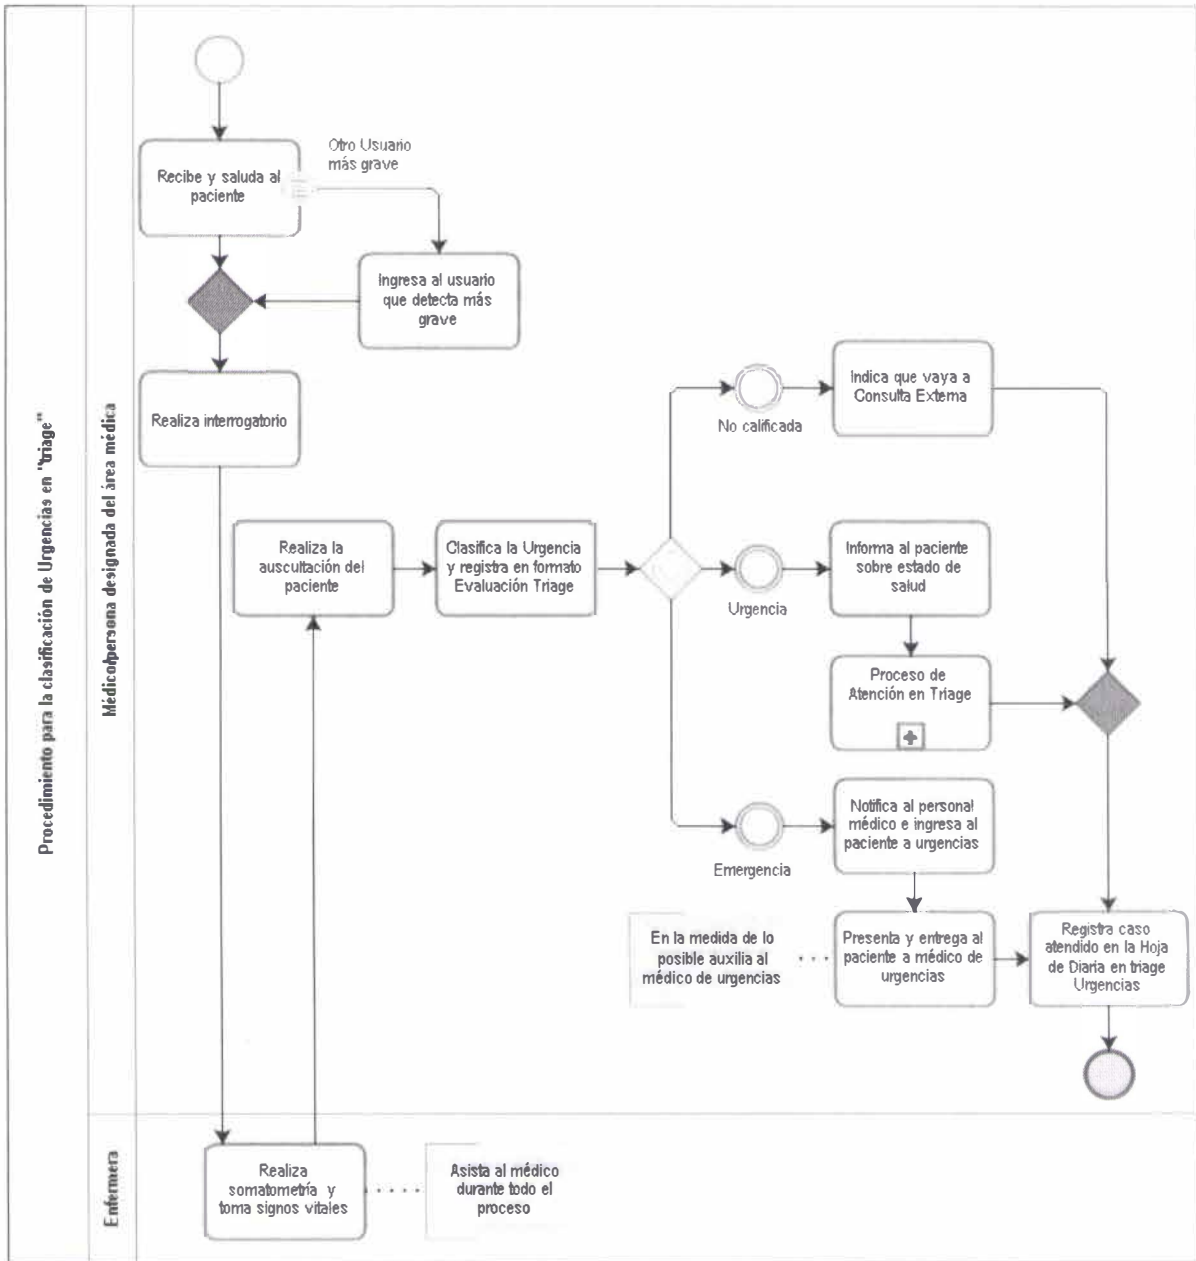 Procedimiento para la clasificación de Urgencias en "triage"
Médico/persona designada del área médica
Recibe y saluda al
paciente
Otro Usuario
más grave
Ingresa al usuario
que detecta más
grave
Realiza interrogatorio
Realiza la
auscultación del
paciente
Clasifica la Urgencia
y registra en formato
Evaluación Triage
No calificada
Indica que vaya a
Consulta Externa
Urgencia
Informa al paciente
sobre estado de
salud
Proceso de
Atención en Triage
Emergencia
Notifica al personal
médico e ingresa al
paciente a urgencias
En la medida de lo
posible auxilia al
médico de urgencias
Presenta y entrega al
paciente a médico de
urgencias
Registra caso
atendido en la Hoja
de Diaria en triage
Urgencias
Enfermera
Realiza
somatometría y
toma signos vitales
Asista al médico
durante todo el
proceso